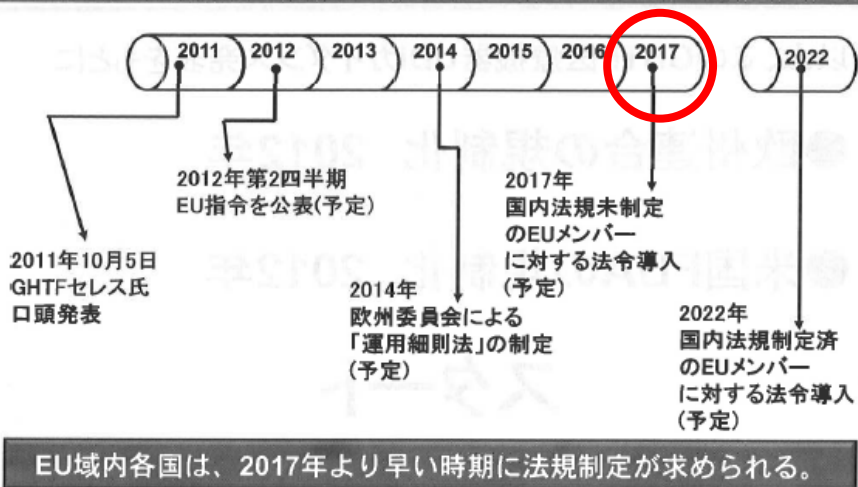 2011 2012 2013 2014 2015 2016 2017 2022
2012年第2四半期
EU指令を公表(予定)
2017年
国内法規未制定
のEUメンバー
に対する法令導入
(予定)
2011年10月5日
GHTFセレス氏
口頭発表
2014年
欧州委員会による
「運用細則法」の制定
(予定)
2022年
国内法規制定済
のEUメンバー
に対する法令導入
(予定)
EU域内各国は、2017年より早い時期に法規制定が求められる。